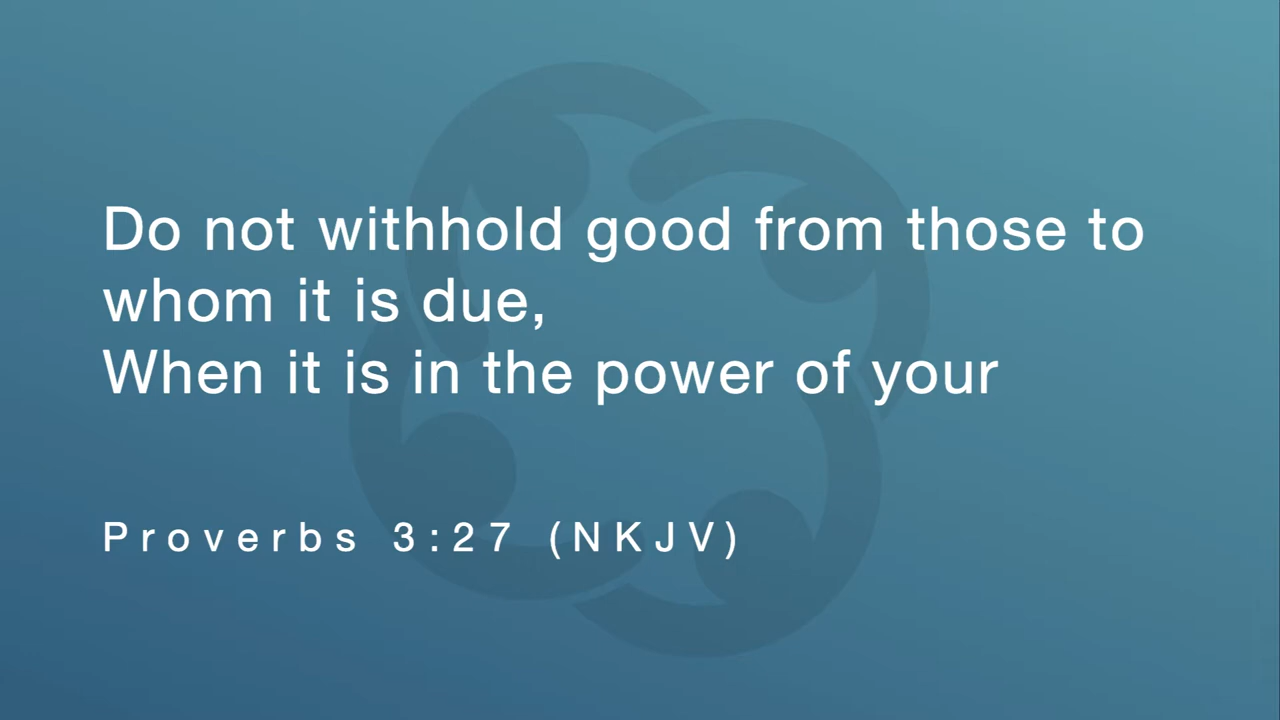 Do not withhold good from those to
whom it is due,
When it is in the power of your
Proverbs 3:27 (NKJV)